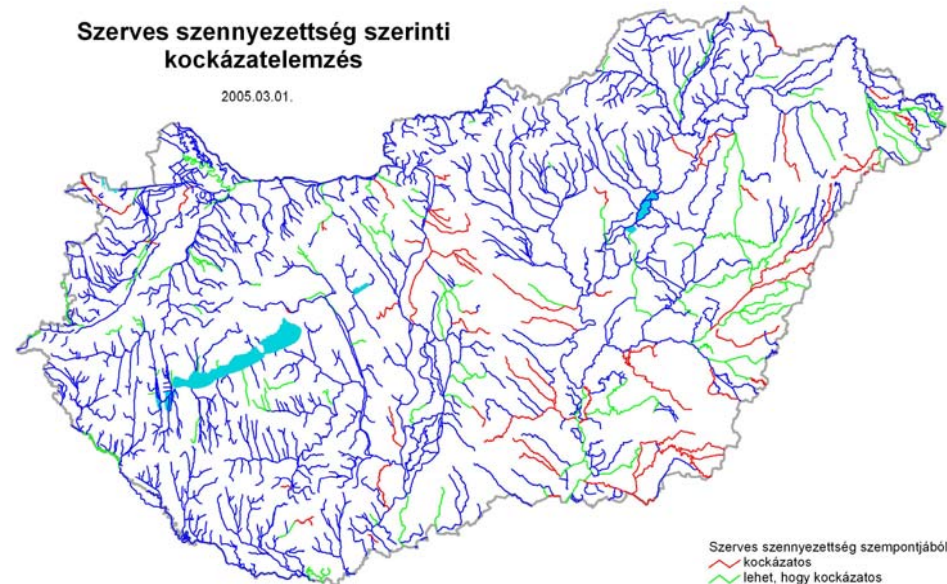 Szerves szennyezettség szerinti
kockázatelemzés
2005.03.01.
Szerves szennyezettség szempontjából
kockázatos
lehet, hogy kockázatos